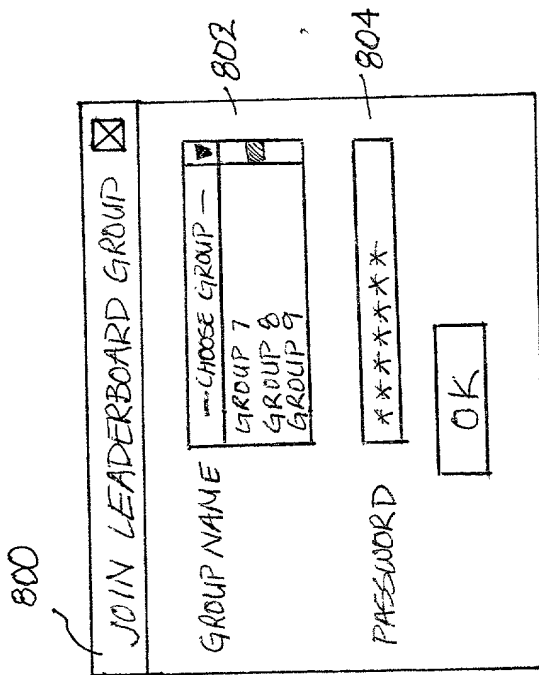 800
JOIN LEADERBOARD GROUP
GROUP NAME
—CHOOSE GROUP—
802
GROUP 7
GROUP 8
GROUP 9
PASSWORD
*******
804
OK